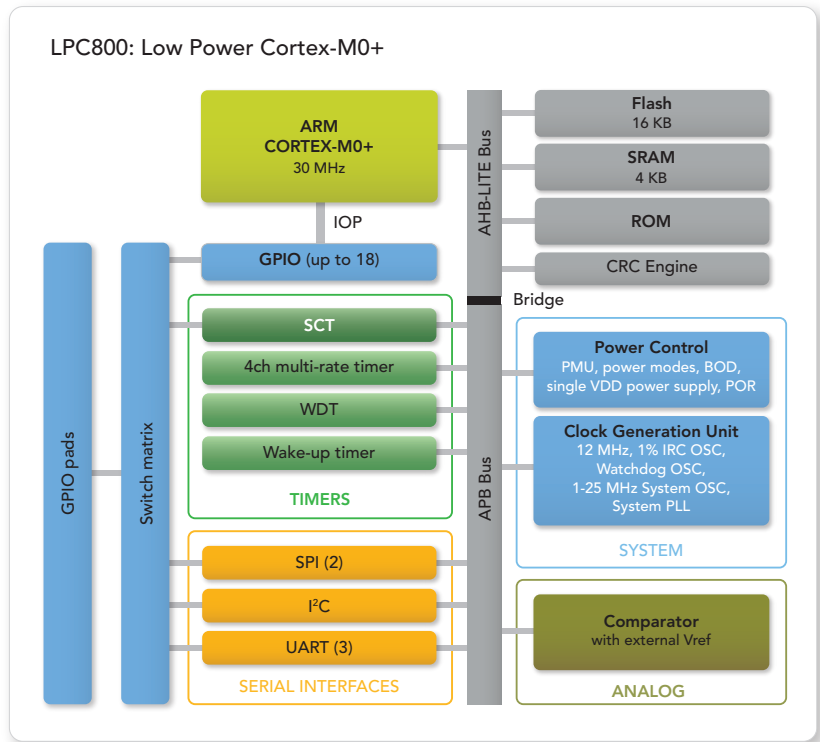 LPC800: Low Power Cortex-M0+
ARM
CORTEX-M0+
30 MHz
IOP
GPIO (up to 18)
GPIO pads
Switch matrix
SCT
4ch multi-rate timer
WDT
Wake-up timer
TIMERS
SPI (2)
I²C
UART (3)
SERIAL INTERFACES
AHB-LITE Bus
Bridge
APB Bus
Flash
16 KB
SRAM
4 KB
ROM
CRC Engine
Power Control
PMU, power modes, BOD,
single VDD power supply, POR
Clock Generation Unit
12 MHz, 1% IRC OSC,
Watchdog OSC,
1-25 MHz System OSC,
System PLL
SYSTEM
Comparator
with external Vref
ANALOG